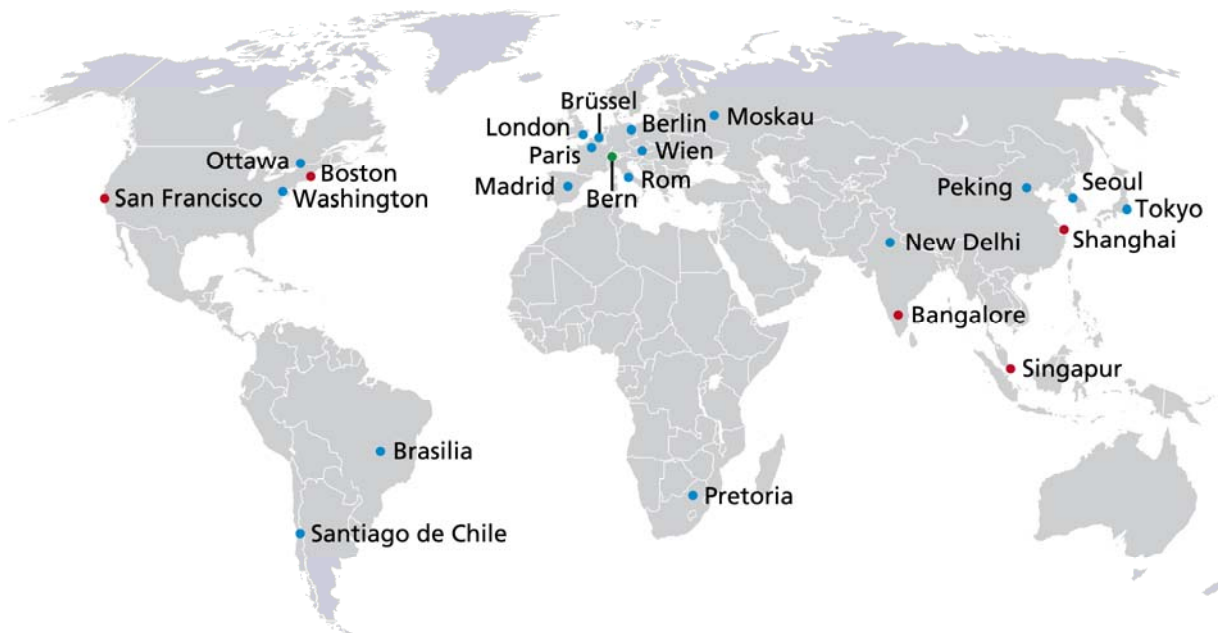 Brüssel
London
Berlin
Moskau
Paris
Wien
Ottawa
Boston
Madrid
Rom
San Francisco
Washington
Bern
Peking
Seoul
Tokyo
New Delhi
Shanghai
Bangalore
Singapur
Brasilia
Pretoria
Santiago de Chile